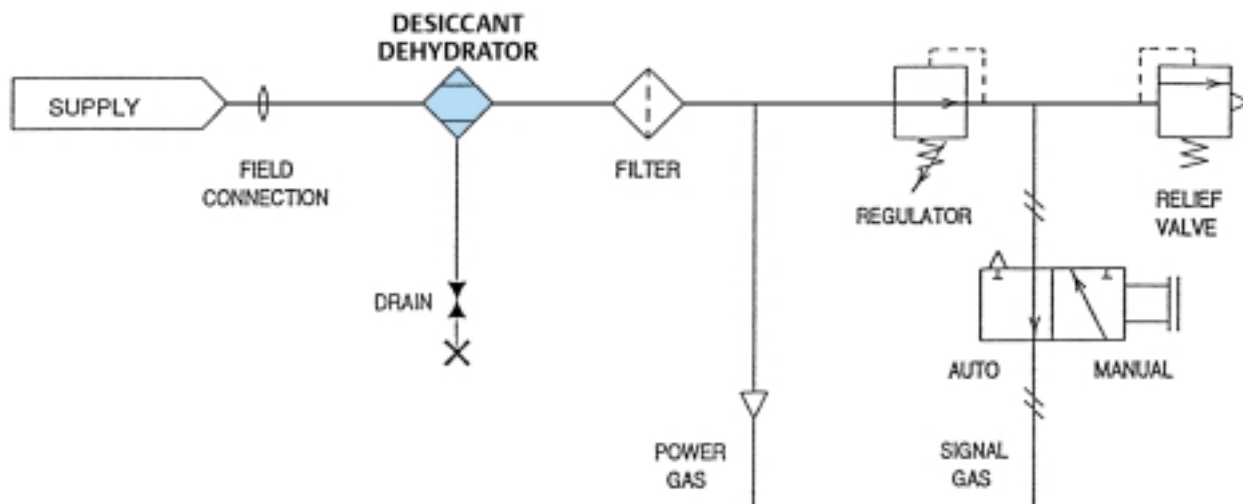 DESICCANT
DEHYDRATOR
SUPPLY
FIELD
CONNECTION
FILTER
REGULATOR
RELIEF
VALVE
DRAIN
AUTO
MANUAL
POWER
GAS
SIGNAL
GAS